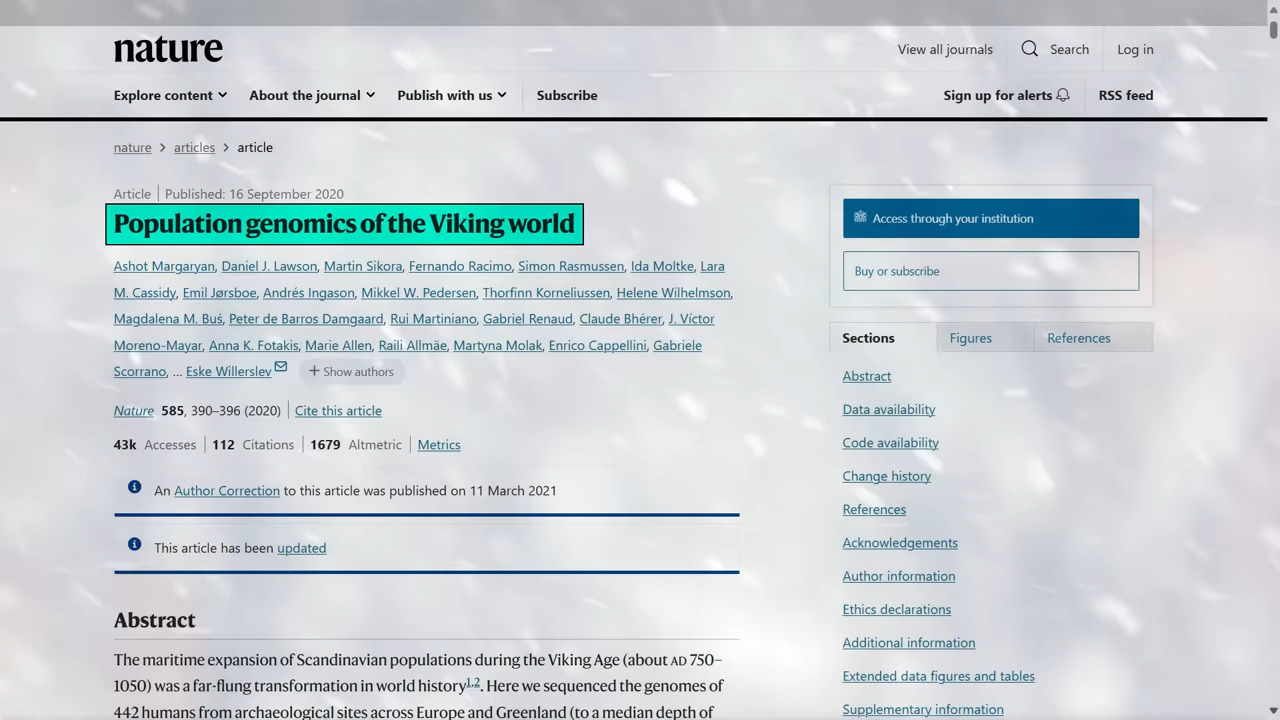 nature
View all journals
Search
Log in
Explore content
About the journal
Publish with us
Subscribe
Sign up for alerts
RSS feed
nature > articles > article
Article | Published: 16 September 2020
Population genomics of the Viking world
Ashot Margaryan, Daniel J. Lawson, Martin Sikora, Fernando Racimo, Simon Rasmussen, Ida Moltke, Lara
M. Cassidy, Emil Jørsboe, Andrés Ingason, Mikkel W. Pedersen, Thorfinn Korneliussen, Helene Wilhelmson,
Magdalena M. Buś, Peter de Barros Damgaard, Rui Martiniano, Gabriel Renaud, Claude Bhérer, J. Víctor
Moreno-Mayar, Anna K. Fotakis, Marie Allen, Raili Allmäe, Martyna Molak, Enrico Cappellini, Gabriele
Scorrano, … Eske Willerslev + Show authors
Nature 585, 390–396 (2020) | Cite this article
43k Accesses | 112 Citations | 1679 Altmetric | Metrics
An Author Correction to this article was published on 11 March 2021
This article has been updated
Abstract
The maritime expansion of Scandinavian populations during the Viking Age (about AD 750–
1050) was a far-flung transformation in world history1,2. Here we sequenced the genomes of
442 humans from archaeological sites across Europe and Greenland (to a median depth of
Access through your institution
Buy or subscribe
Sections
Figures
References
Abstract
Data availability
Code availability
Change history
References
Acknowledgements
Author information
Ethics declarations
Additional information
Extended data figures and tables
Supplementary information